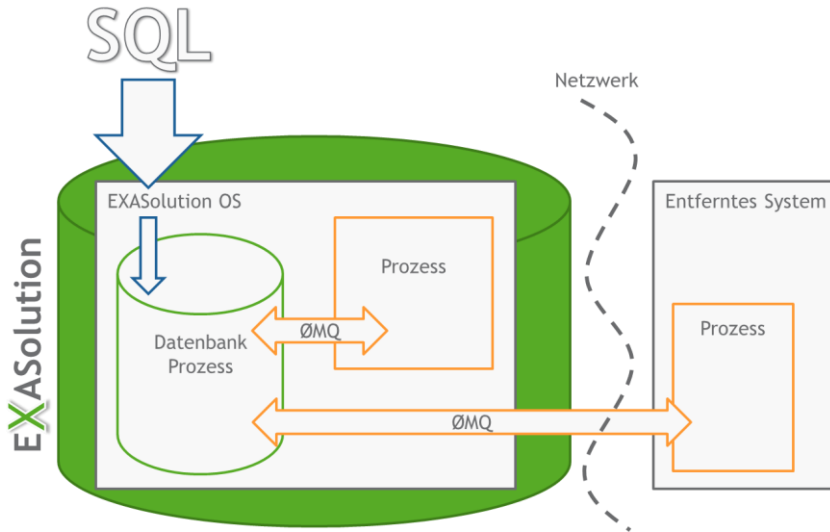 SQL
Netzwerk
EXASolution OS
Entferntes System
Prozess
Prozess
ØMQ
Datenbank
Prozess
ØMQ
EXASolution